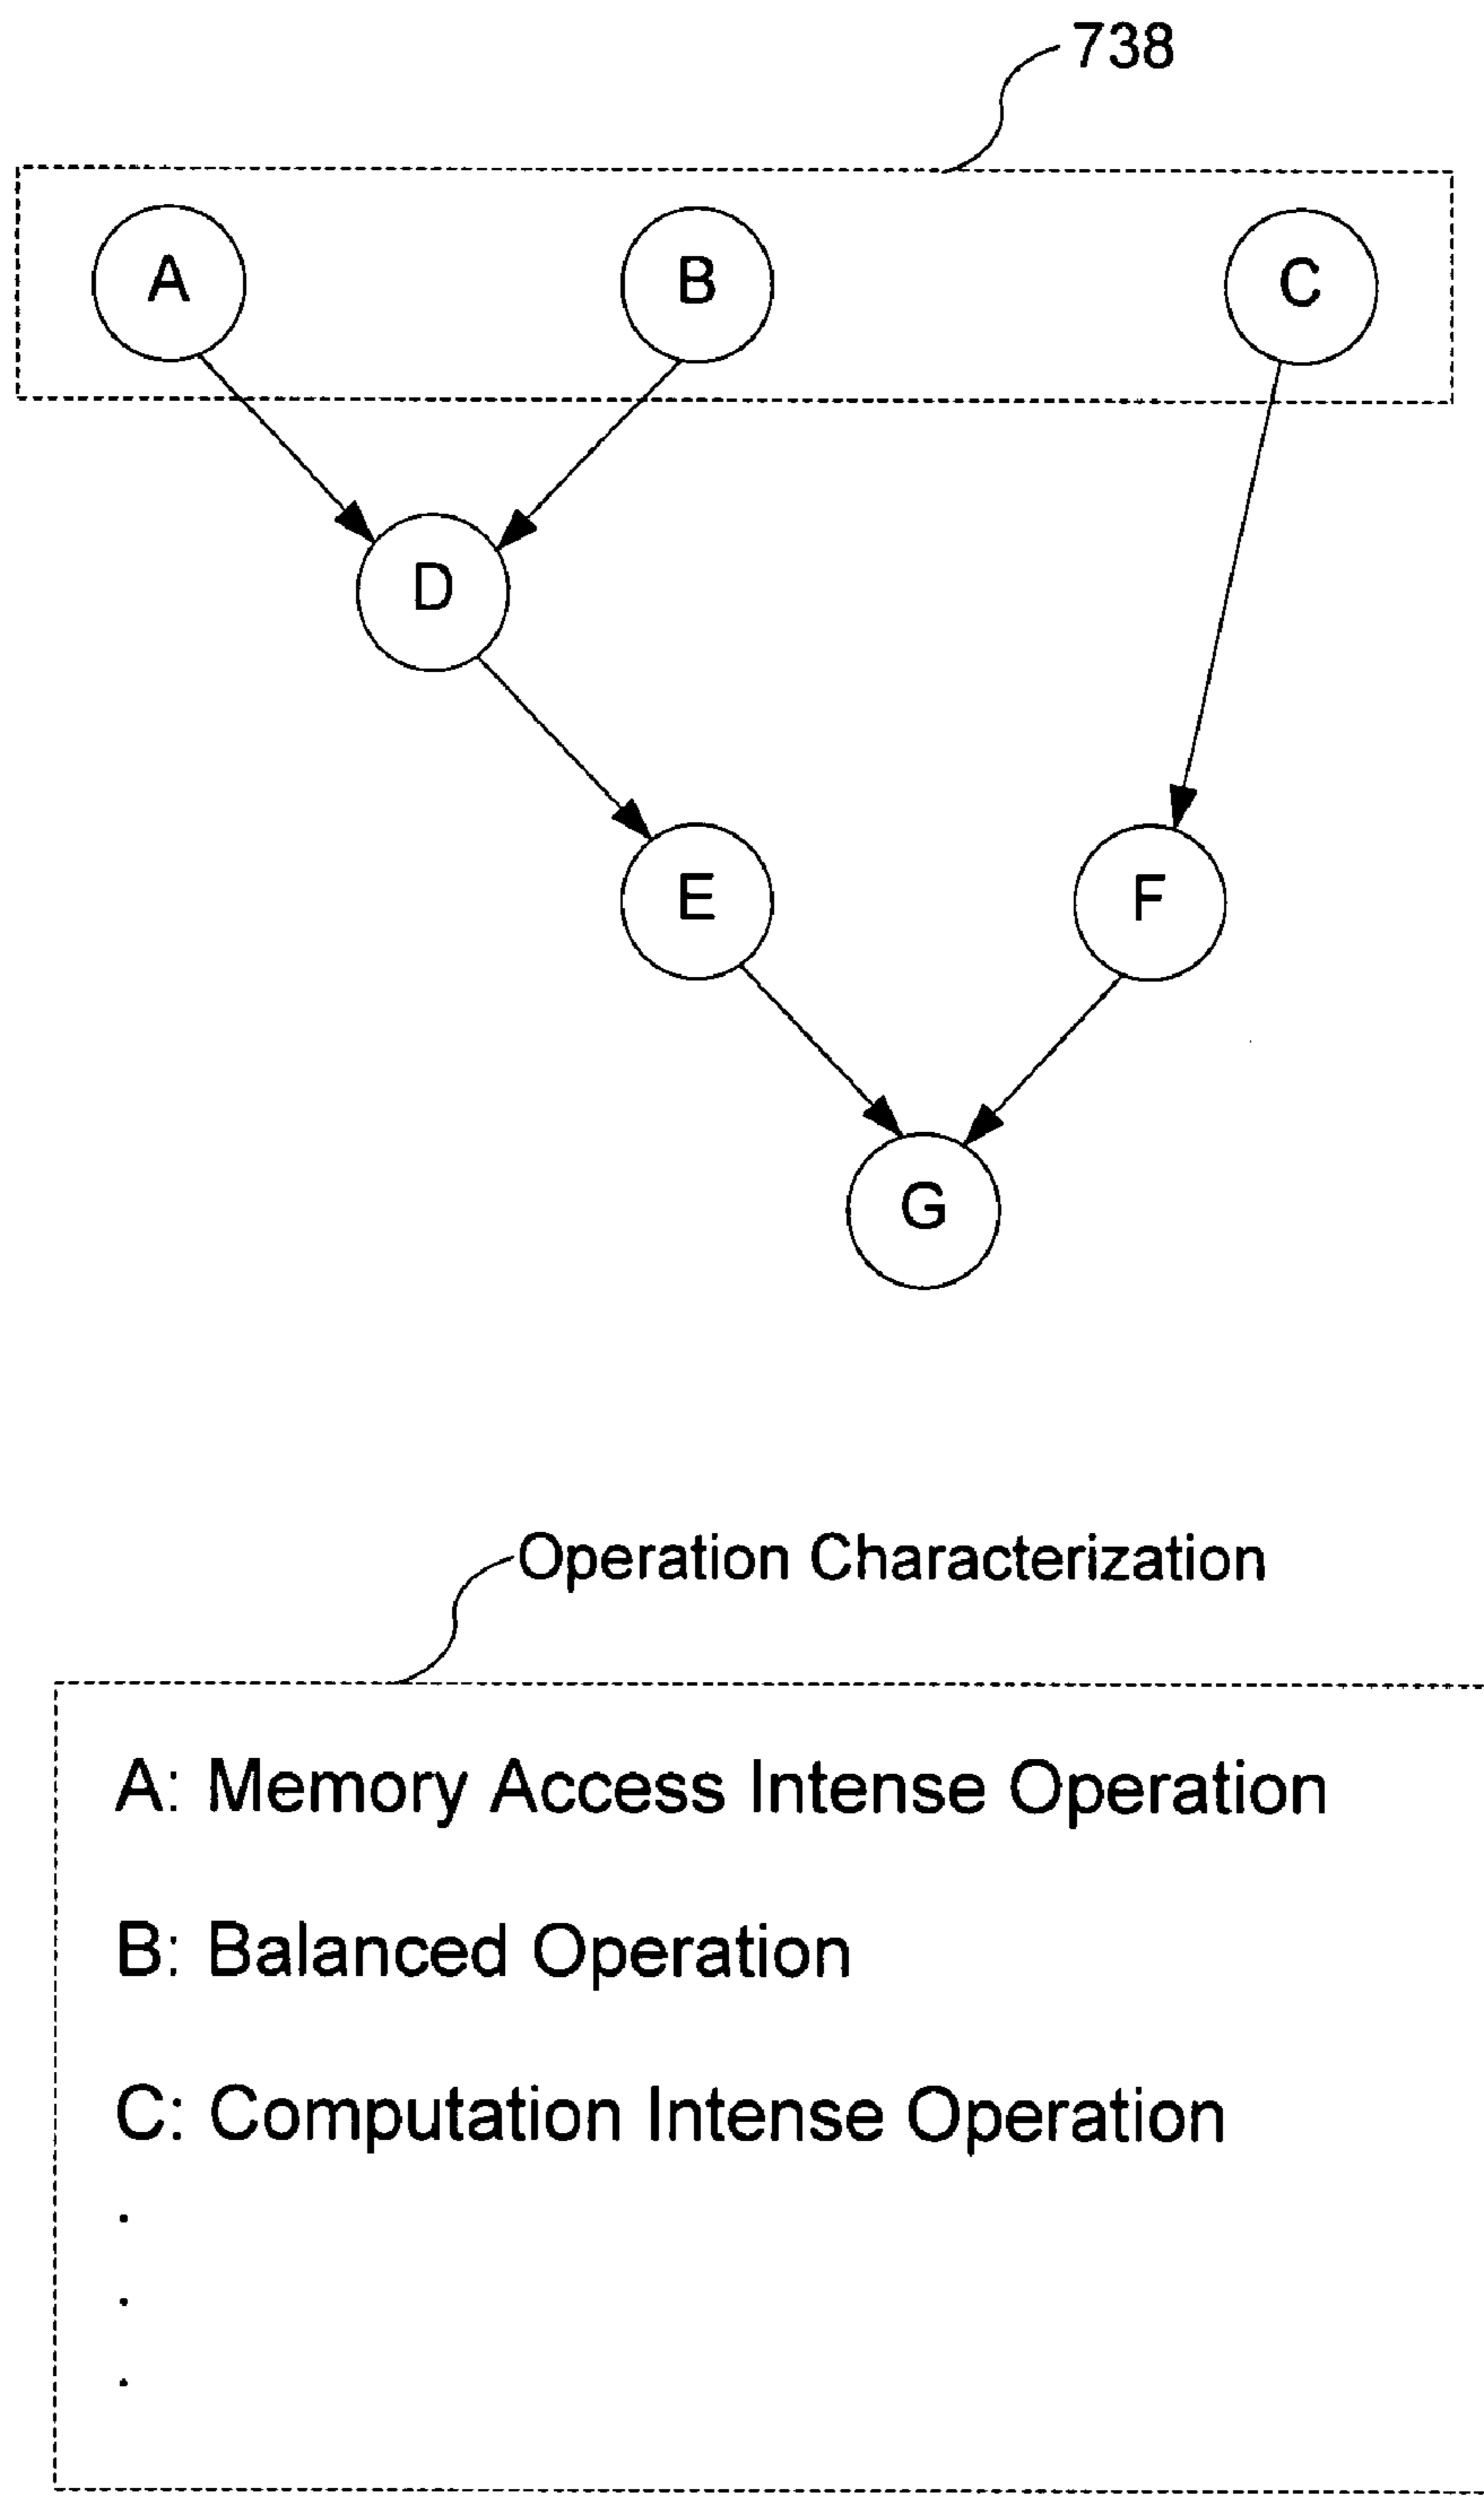 738
A
B
C
D
E
F
G
Operation Characterization
A: Memory Access Intense Operation
B: Balanced Operation
C: Computation Intense Operation
.
.
.